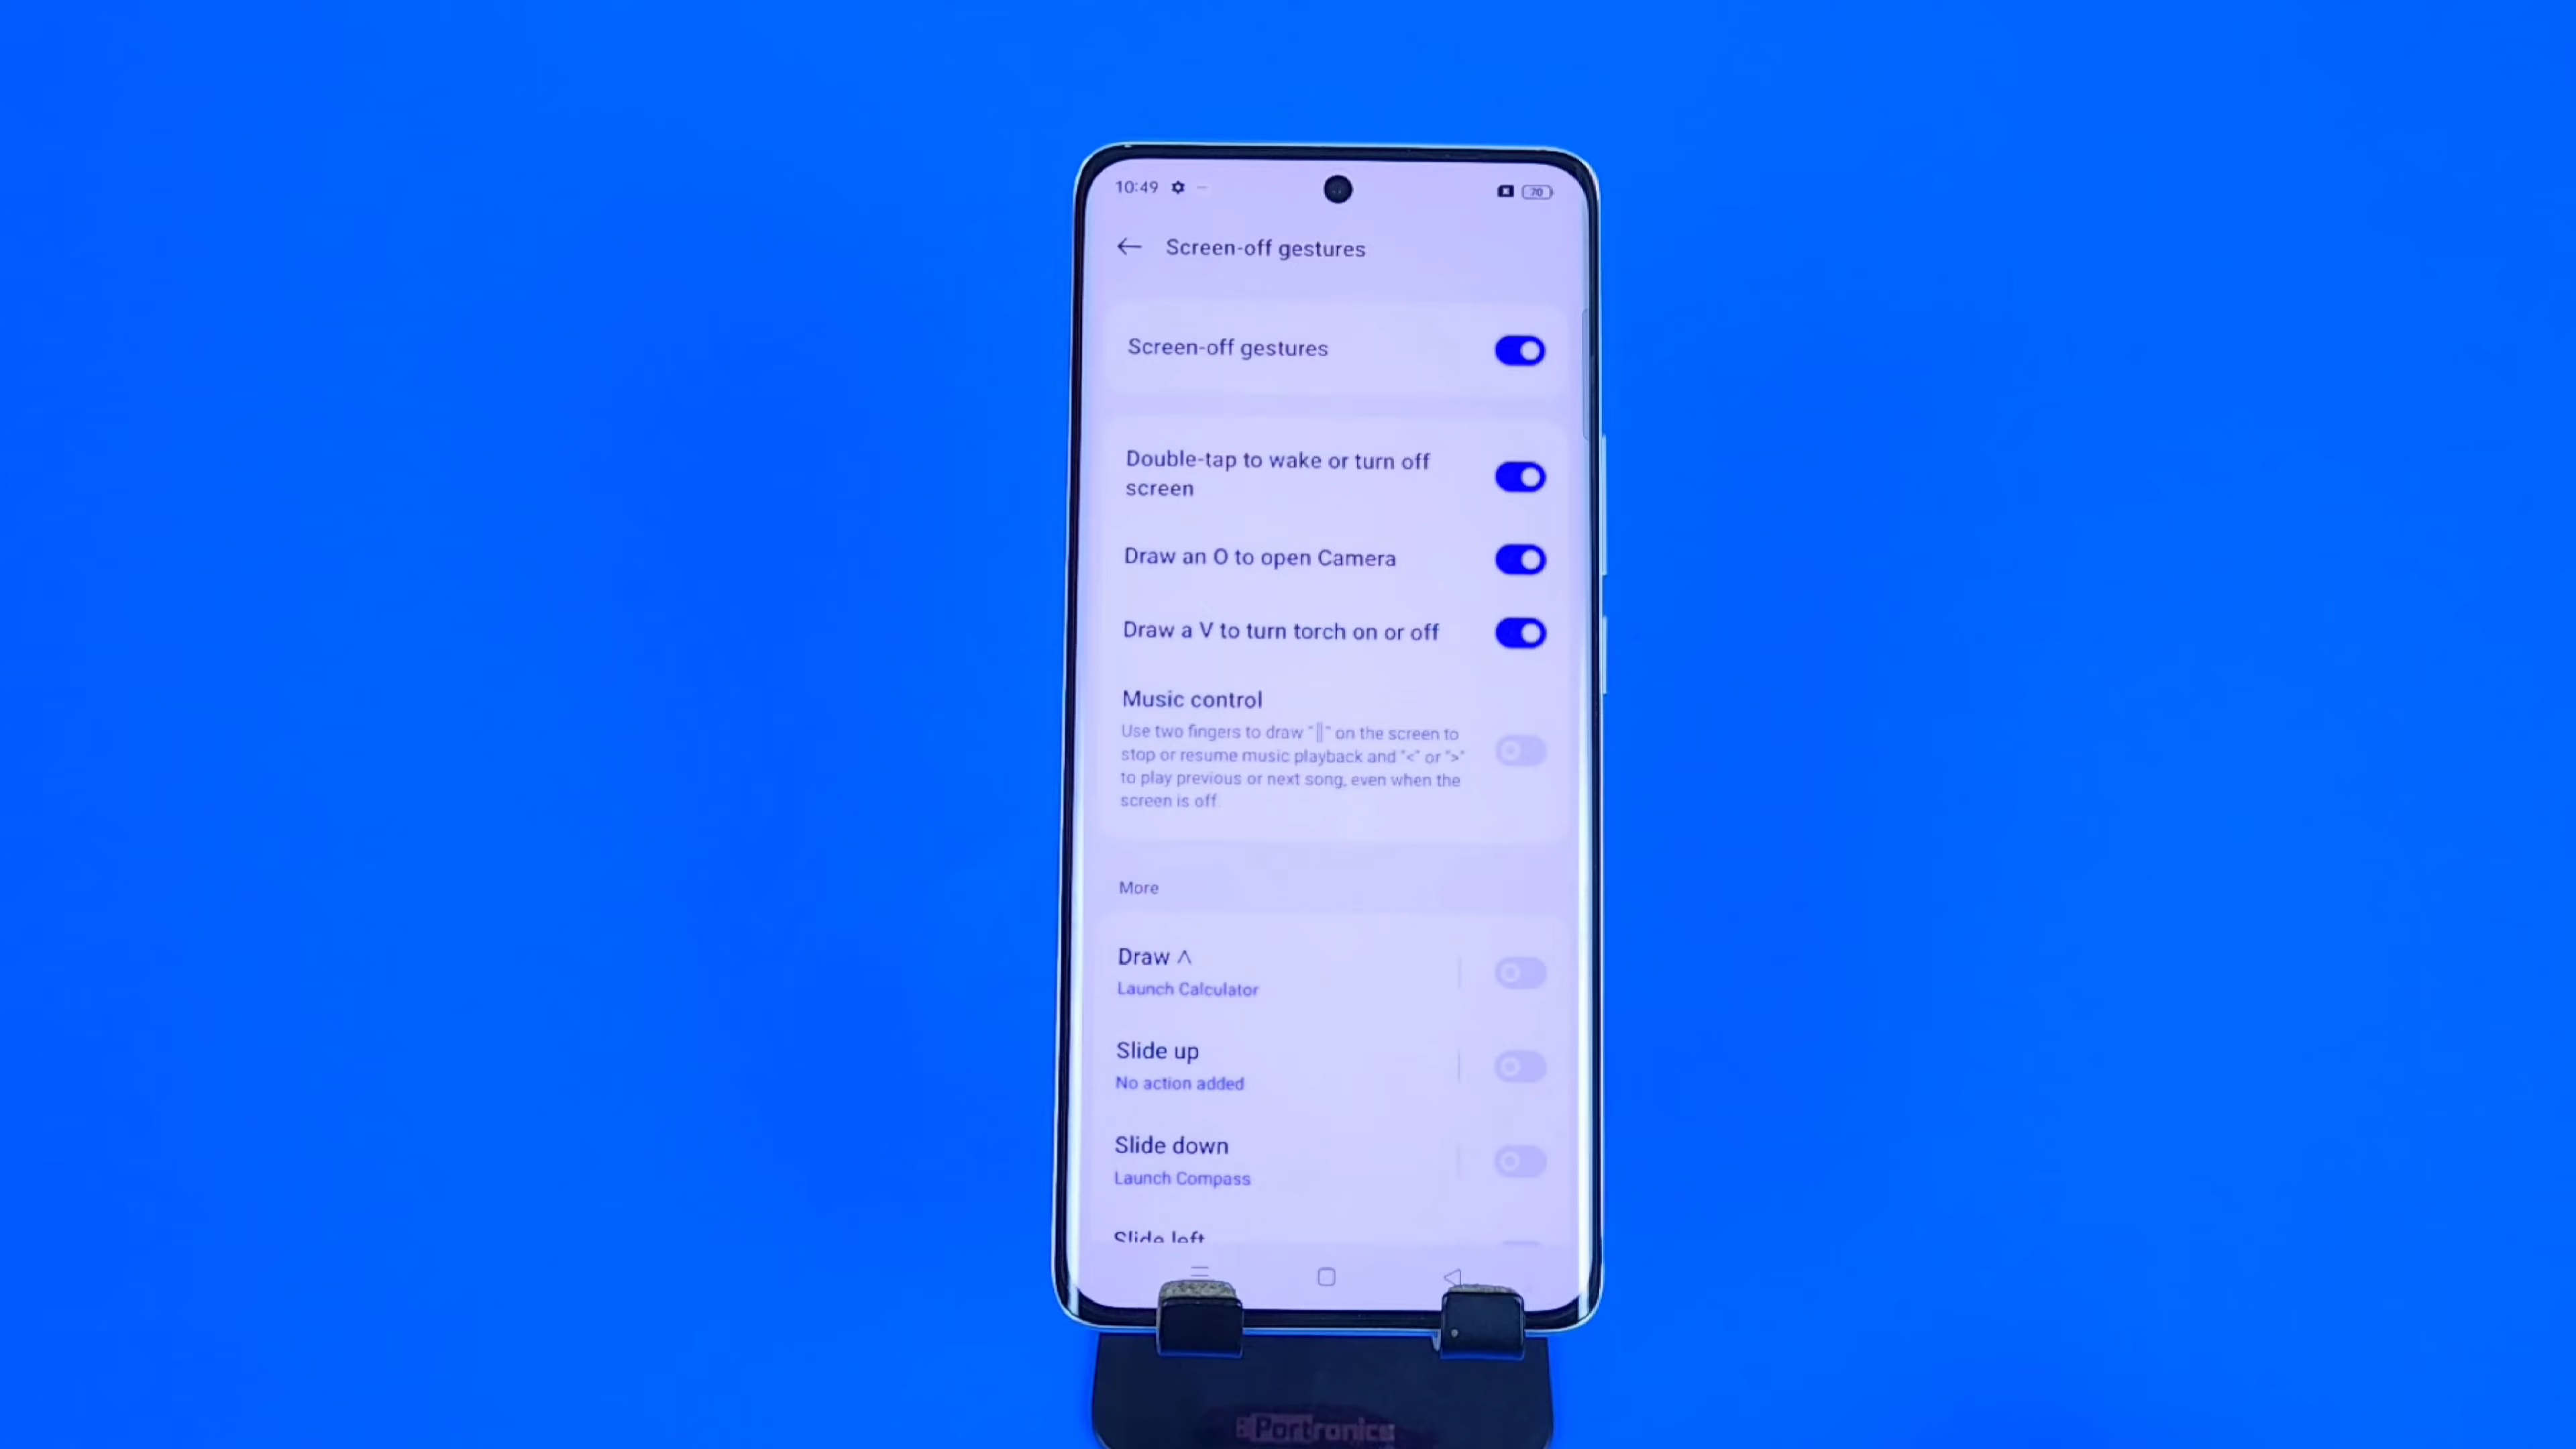 10:49
70
Screen-off gestures
Screen-off gestures
Double-tap to wake or turn off
screen
Draw an O to open Camera
Draw a V to turn torch on or off
Music control
Use two fingers to draw "||" on the screen to
stop or resume music playback and "<" or ">"
to play previous or next song, even when the
screen is off.
More
Draw ∧
Launch Calculator
Slide up
No action added
Slide down
Launch Compass
Slide left
Portronics